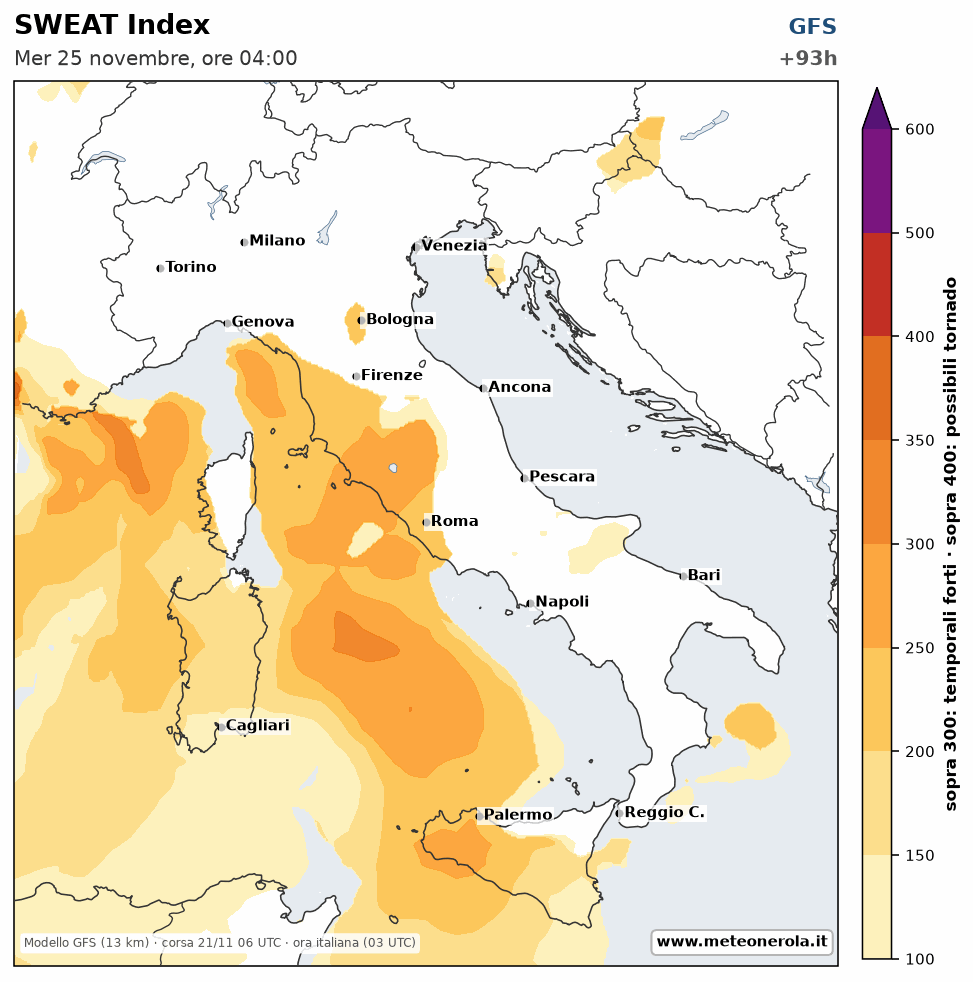 SWEAT Index
GFS
Mer 25 novembre, ore 04:00
+93h
600
500
400
350
300
250
200
150
100
sopra 300: temporali forti · sopra 400: possibili tornado
Milano
Venezia
Torino
Genova
Bologna
Firenze
Ancona
Pescara
Roma
Bari
Napoli
Cagliari
Palermo
Reggio C.
Modello GFS (13 km) · corsa 21/11 06 UTC · ora italiana (03 UTC)
www.meteonerola.it